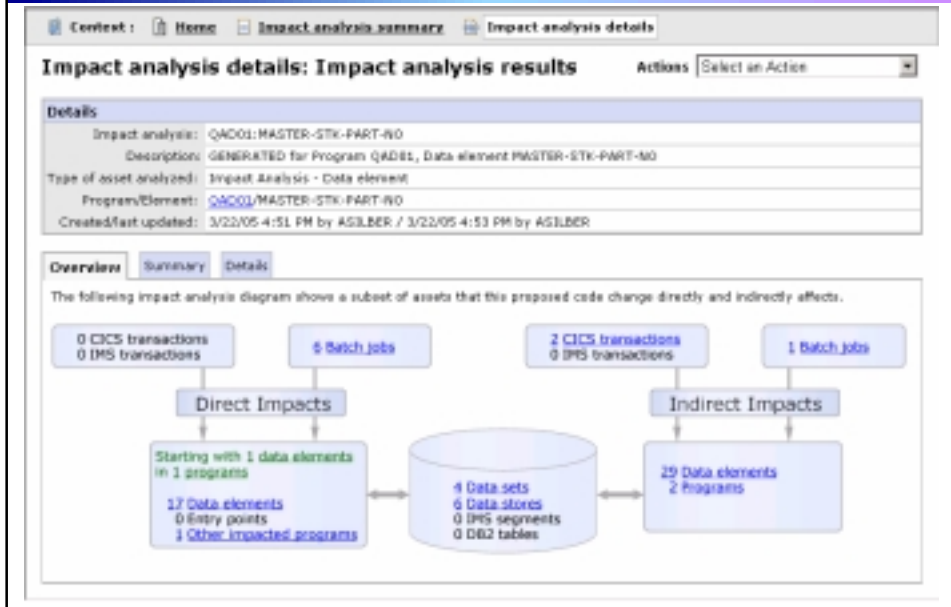 Context: Home Impact analysis summary Impact analysis details
Impact analysis details: Impact analysis results
Actions Select an Action
Details
Impact analysis: QAD01:MASTER-STK-PART-NO
Description: GENERATED for Program QAD01, Data element MASTER-STK-PART-NO
Type of asset analyzed: Impact Analysis - Data element
Program/Element: QAD01/MASTER-STK-PART-NO
Created/last updated: 3/22/05 4:51 PM by ASILBER / 3/22/05 4:53 PM by ASILBER
Overview Summary Details
The following impact analysis diagram shows a subset of assets that this proposed code change directly and indirectly affects.
0 CICS transactions
0 IMS transactions
6 Batch jobs
2 CICS transactions
0 IMS transactions
1 Batch jobs
Direct Impacts
Indirect Impacts
Starting with 1 data elements
in 1 programs
17 Data elements
0 Entry points
1 Other impacted programs
4 Data sets
6 Data stores
0 IMS segments
0 DB2 tables
29 Data elements
2 Programs